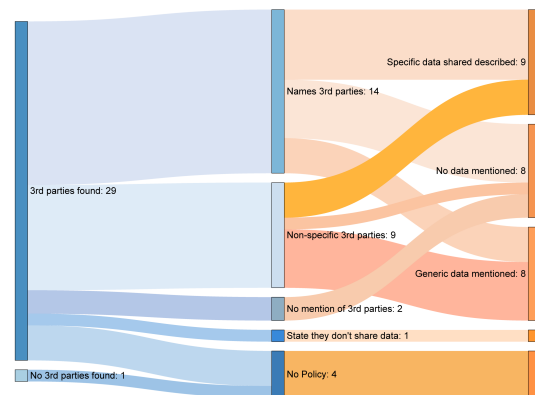 Specific data shared described: 9
Names 3rd parties: 14
No data mentioned: 8
3rd parties found: 29
Non-specific 3rd parties: 9
Generic data mentioned: 8
No mention of 3rd parties: 2
State they don't share data: 1
No 3rd parties found: 1
No Policy: 4